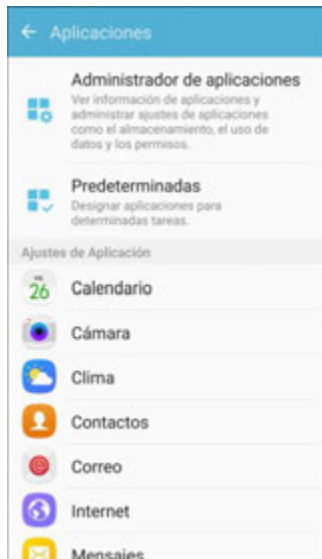 Aplicaciones
Administrador de aplicaciones
Ver información de aplicaciones y
administrar ajustes de aplicaciones
como el almacenamiento, el uso de
datos y los permisos.
Predeterminadas
Designar aplicaciones para
determinadas tareas.
Ajustes de Aplicación
26
Calendario
Cámara
Clima
Contactos
Correo
Internet
Mensajes